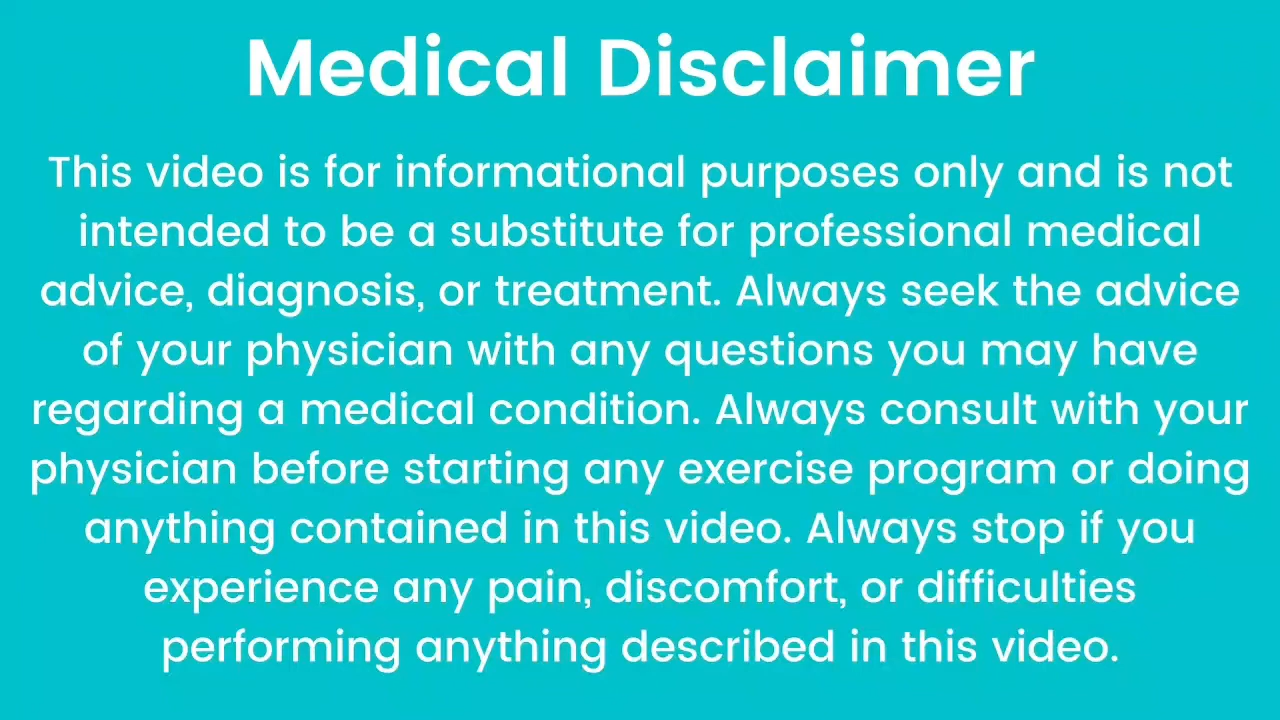 Medical Disclaimer
This video is for informational purposes only and is not
intended to be a substitute for professional medical
advice, diagnosis, or treatment. Always seek the advice
of your physician with any questions you may have
regarding a medical condition. Always consult with your
physician before starting any exercise program or doing
anything contained in this video. Always stop if you
experience any pain, discomfort, or difficulties
performing anything described in this video.